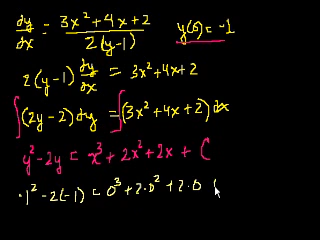 dy/dx = (3x² + 4x + 2) / (2(y-1))    y(0) = -1
2(y-1) dy/dx = 3x² + 4x + 2
∫(2y-2) dy = ∫(3x² + 4x + 2) dx
y² - 2y = x³ + 2x² + 2x + C
-1² - 2(-1) = 0³ + 2·0² + 2·0